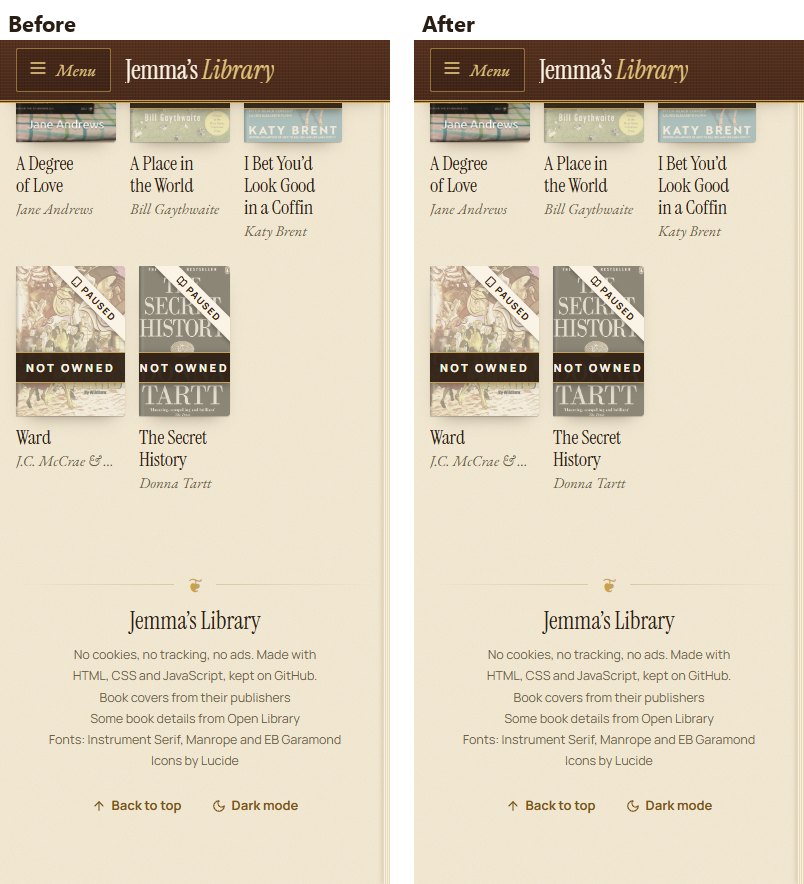 Before
After
Menu
Jemma's Library
Menu
Jemma's Library
Jane Andrews
Bill Gaythwaite
KATY BRENT
Jane Andrews
Bill Gaythwaite
KATY BRENT
A Degree
of Love
Jane Andrews
A Place in
the World
Bill Gaythwaite
I Bet You'd
Look Good
in a Coffin
Katy Brent
A Degree
of Love
Jane Andrews
A Place in
the World
Bill Gaythwaite
I Bet You'd
Look Good
in a Coffin
Katy Brent
PAUSED
NOT OWNED
PAUSED
SECRET
HISTORY
NOT OWNED
TARTT
PAUSED
NOT OWNED
PAUSED
SECRET
HISTORY
NOT OWNED
TARTT
Ward
J.C. McCrae & ...
The Secret
History
Donna Tartt
Ward
J.C. McCrae & ...
The Secret
History
Donna Tartt
Jemma's Library
No cookies, no tracking, no ads. Made with
HTML, CSS and JavaScript, kept on GitHub.
Book covers from their publishers
Some book details from Open Library
Fonts: Instrument Serif, Manrope and EB Garamond
Icons by Lucide
Back to top
Dark mode
Jemma's Library
No cookies, no tracking, no ads. Made with
HTML, CSS and JavaScript, kept on GitHub.
Book covers from their publishers
Some book details from Open Library
Fonts: Instrument Serif, Manrope and EB Garamond
Icons by Lucide
Back to top
Dark mode